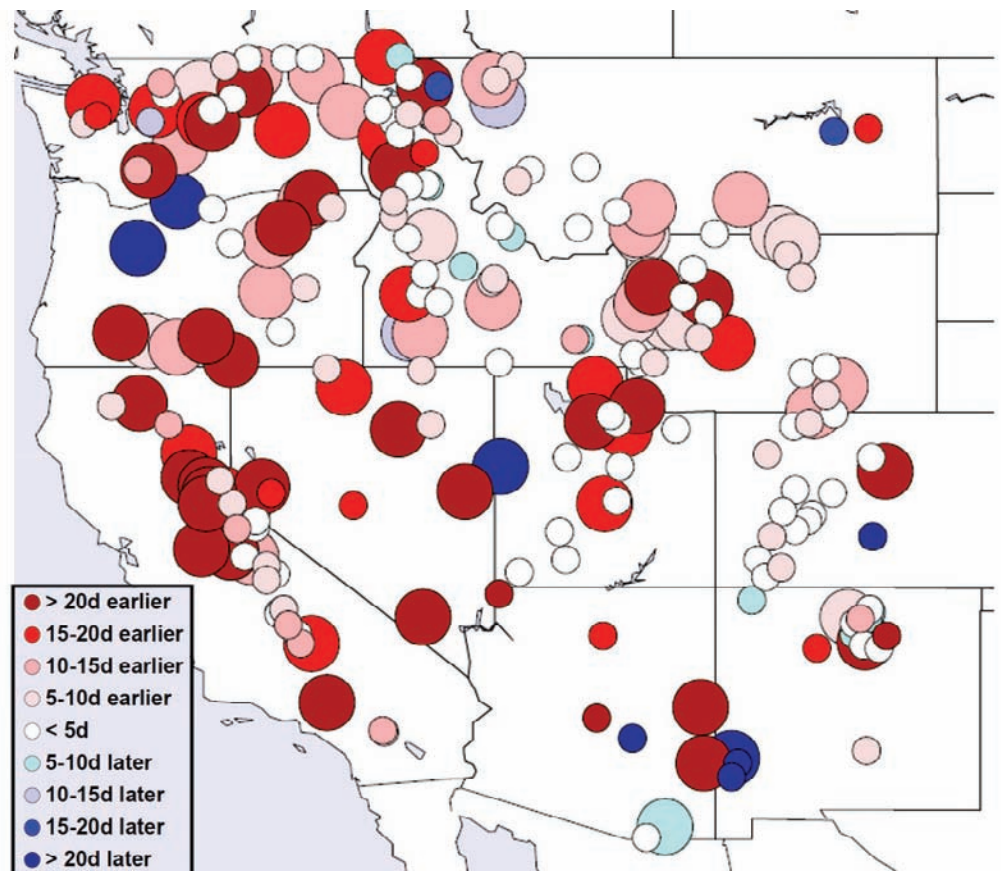 > 20d earlier
15-20d earlier
10-15d earlier
5-10d earlier
< 5d
5-10d later
10-15d later
15-20d later
> 20d later